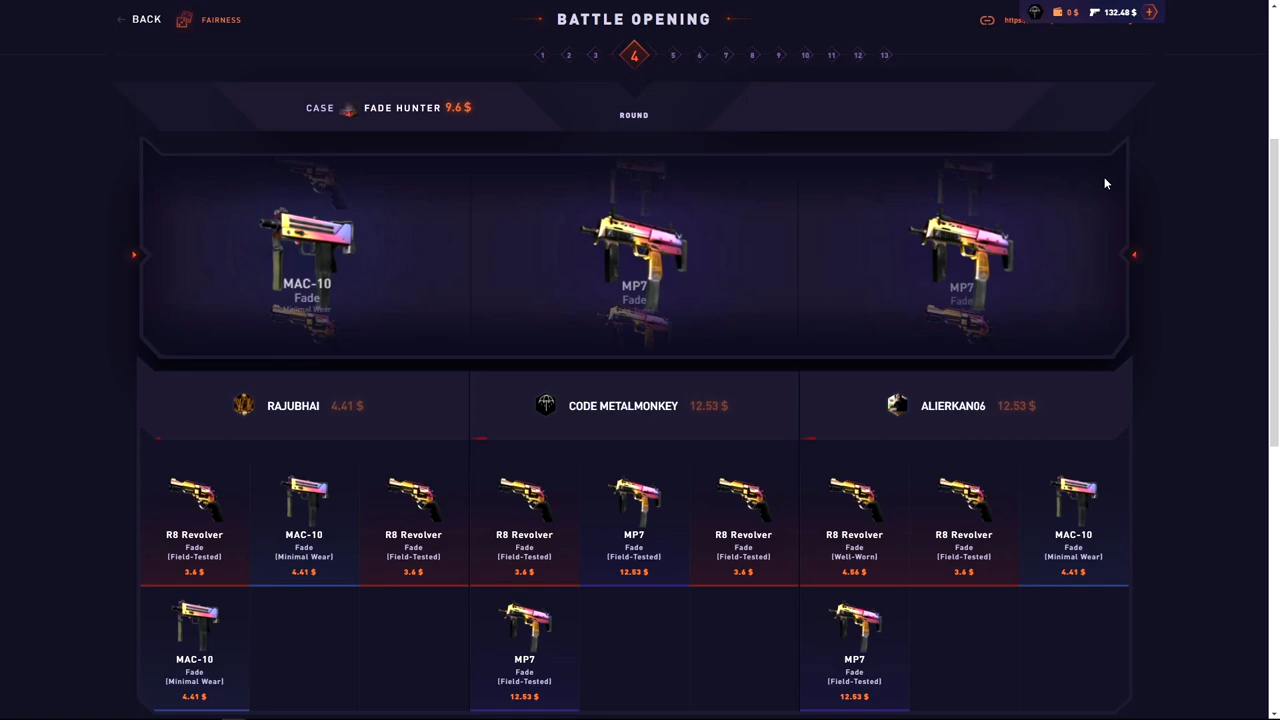 BACK
FAIRNESS
BATTLE OPENING
0 $
132.48 $
1 2 3 4 5 6 7 8 9 10 11 12 13
CASE FADE HUNTER 9.6 $
ROUND
MAC-10
Fade
Minimal Wear
MP7
Fade
MP7
Fade
RAJUBHAI 4.41 $
CODE METALMONKEY 12.53 $
ALIERKAN06 12.53 $
R8 Revolver
Fade
[Field-Tested]
3.6 $
MAC-10
Fade
[Minimal Wear]
4.41 $
R8 Revolver
Fade
[Field-Tested]
3.6 $
R8 Revolver
Fade
[Field-Tested]
3.6 $
MP7
Fade
[Field-Tested]
12.53 $
R8 Revolver
Fade
[Field-Tested]
3.6 $
R8 Revolver
Fade
[Well-Worn]
4.56 $
R8 Revolver
Fade
[Field-Tested]
3.6 $
MAC-10
Fade
[Minimal Wear]
4.41 $
MAC-10
Fade
[Minimal Wear]
4.41 $
MP7
Fade
[Field-Tested]
12.53 $
MP7
Fade
[Field-Tested]
12.53 $